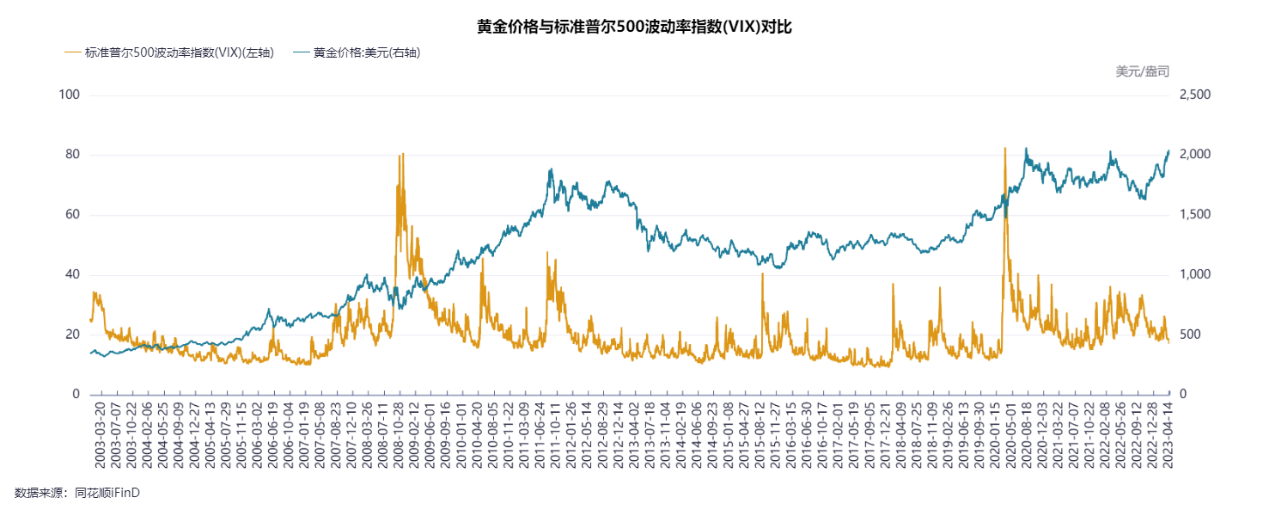 黄金价格与标准普尔500波动率指数(VIX)对比
标准普尔500波动率指数(VIX)(左轴) 黄金价格:美元(右轴)
美元/盎司
100 2,500
80 2,000
60 1,500
40 1,000
20 500
0 0
2003-03-20 2003-07-07 2003-10-22 2004-02-06 2004-05-25 2004-09-09 2004-12-27 2005-04-13 2005-07-29 2005-11-15 2006-03-02 2006-06-19 2006-10-04 2007-01-19 2007-05-08 2007-08-23 2007-12-10 2008-03-26 2008-07-11 2008-10-28 2009-02-12 2009-06-01 2009-09-16 2010-01-01 2010-04-20 2010-08-05 2010-11-22 2011-03-09 2011-06-24 2011-10-11 2012-01-26 2012-05-14 2012-08-29 2012-12-14 2013-04-02 2013-07-18 2013-11-04 2014-02-19 2014-06-06 2014-09-23 2015-01-08 2015-04-27 2015-08-12 2015-11-27 2016-03-15 2016-06-30 2016-10-17 2017-02-01 2017-05-19 2017-09-05 2017-12-21 2018-04-09 2018-07-25 2018-11-09 2019-02-26 2019-06-13 2019-09-30 2020-01-15 2020-05-01 2020-08-18 2020-12-03 2021-03-22 2021-07-07 2021-10-22 2022-02-08 2022-05-26 2022-09-12 2022-12-28 2023-04-14
数据来源：同花顺iFinD